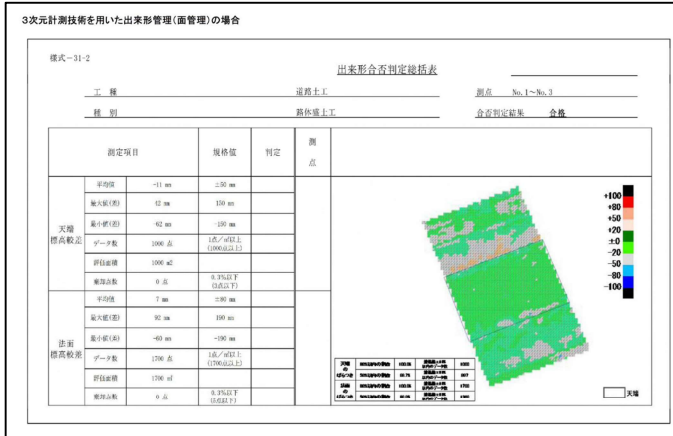 3次元計測技術を用いた出来形管理(面管理)の場合
様式-31-2
出来形合否判定総括表
工 種 道路土工 測点 No.1~No.3
種 別 路体盛土工 合否判定結果 合格
測定項目 規格値 判定 測点
天端標高較差
平均値 -11 mm ±50 mm
最大値(差) 42 mm 150 mm
最小値(差) -62 mm -150 mm
データ数 1000 点 1点/㎡以上 (1000点以上)
評価面積 1000 m2
棄却点数 0 点 0.3%以下 (3点以下)
法面標高較差
平均値 7 mm ±80 mm
最大値(差) 92 mm 190 mm
最小値(差) -60 mm -190 mm
データ数 1700 点 1点/㎡以上 (1700点以上)
評価面積 1700 ㎡
棄却点数 0 点 0.3%以下 (5点以下)
+100
+80
+50
+20
±0
-20
-50
-80
-100
天端のばらつき
法面の
天端